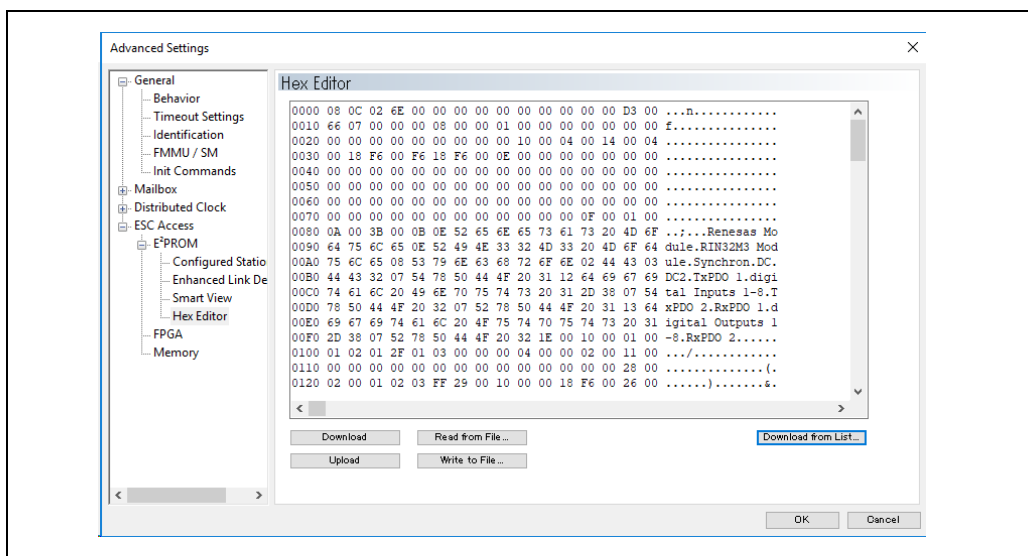 Advanced Settings
General
Behavior
Timeout Settings
Identification
FMMU / SM
Init Commands
Mailbox
Distributed Clock
ESC Access
E²PROM
Configured Statio
Enhanced Link De
Smart View
Hex Editor
FPGA
Memory
Hex Editor
0000 08 0C 02 6E 00 00 00 00 00 00 00 00 00 00 D3 00 ...n............
0010 66 07 00 00 00 08 00 00 01 00 00 00 00 00 00 00 f...............
0020 00 00 00 00 00 00 00 00 00 10 00 04 00 14 00 04 ................
0030 00 18 F6 00 F6 18 F6 00 0E 00 00 00 00 00 00 00 ................
0040 00 00 00 00 00 00 00 00 00 00 00 00 00 00 00 00 ................
0050 00 00 00 00 00 00 00 00 00 00 00 00 00 00 00 00 ................
0060 00 00 00 00 00 00 00 00 00 00 00 00 00 00 00 00 ................
0070 00 00 00 00 00 00 00 00 00 00 00 00 0F 00 01 00 ................
0080 0A 00 3B 00 0B 0E 52 65 6E 65 73 61 73 20 4D 6F ..;...Renesas Mo
0090 64 75 6C 65 0E 52 49 4E 33 32 4D 33 20 4D 6F 64 dule.RIN32M3 Mod
00A0 75 6C 65 08 53 79 6E 63 68 72 6F 6E 02 44 43 03 ule.Synchron.DC.
00B0 44 43 32 07 54 78 50 44 4F 20 31 12 64 69 67 69 DC2.TxPDO 1.digi
00C0 74 61 6C 20 49 6E 70 75 74 73 20 31 2D 38 07 54 tal Inputs 1-8.T
00D0 78 50 44 4F 20 32 07 52 78 50 44 4F 20 31 13 64 xPDO 2.RxPDO 1.d
00E0 69 67 69 74 61 6C 20 4F 75 74 70 75 74 73 20 31 igital Outputs 1
00F0 2D 38 07 52 78 50 44 4F 20 32 1E 00 10 00 01 00 -8.RxPDO 2......
0100 01 02 01 2F 01 03 00 00 00 04 00 00 02 00 11 00 .../............
0110 00 00 00 00 00 00 00 00 00 00 00 00 00 00 28 00 ..............(.
0120 02 00 01 02 03 FF 29 00 10 00 00 18 F6 00 26 00 ......).......&.
Download
Read from File...
Download from List...
Upload
Write to File...
OK
Cancel